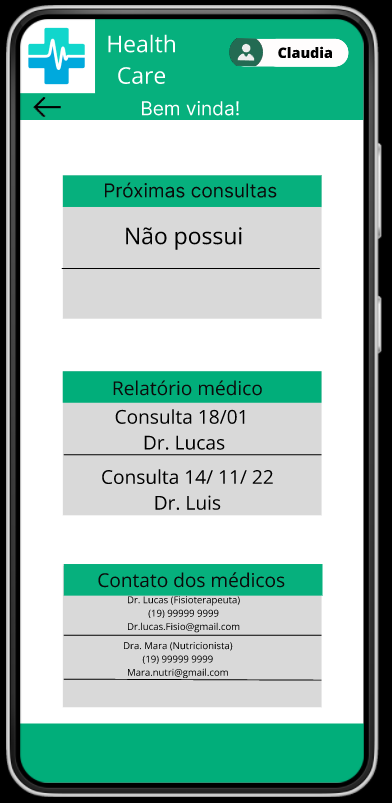 Health
Care
Claudia
Bem vinda!
Próximas consultas
Não possui
Relatório médico
Consulta 18/01
Dr. Lucas
Consulta 14/ 11/ 22
Dr. Luis
Contato dos médicos
Dr. Lucas (Fisioterapeuta)
(19) 99999 9999
Dr.lucas.Fisio@gmail.com
Dra. Mara (Nutricionista)
(19) 99999 9999
Mara.nutri@gmail.com